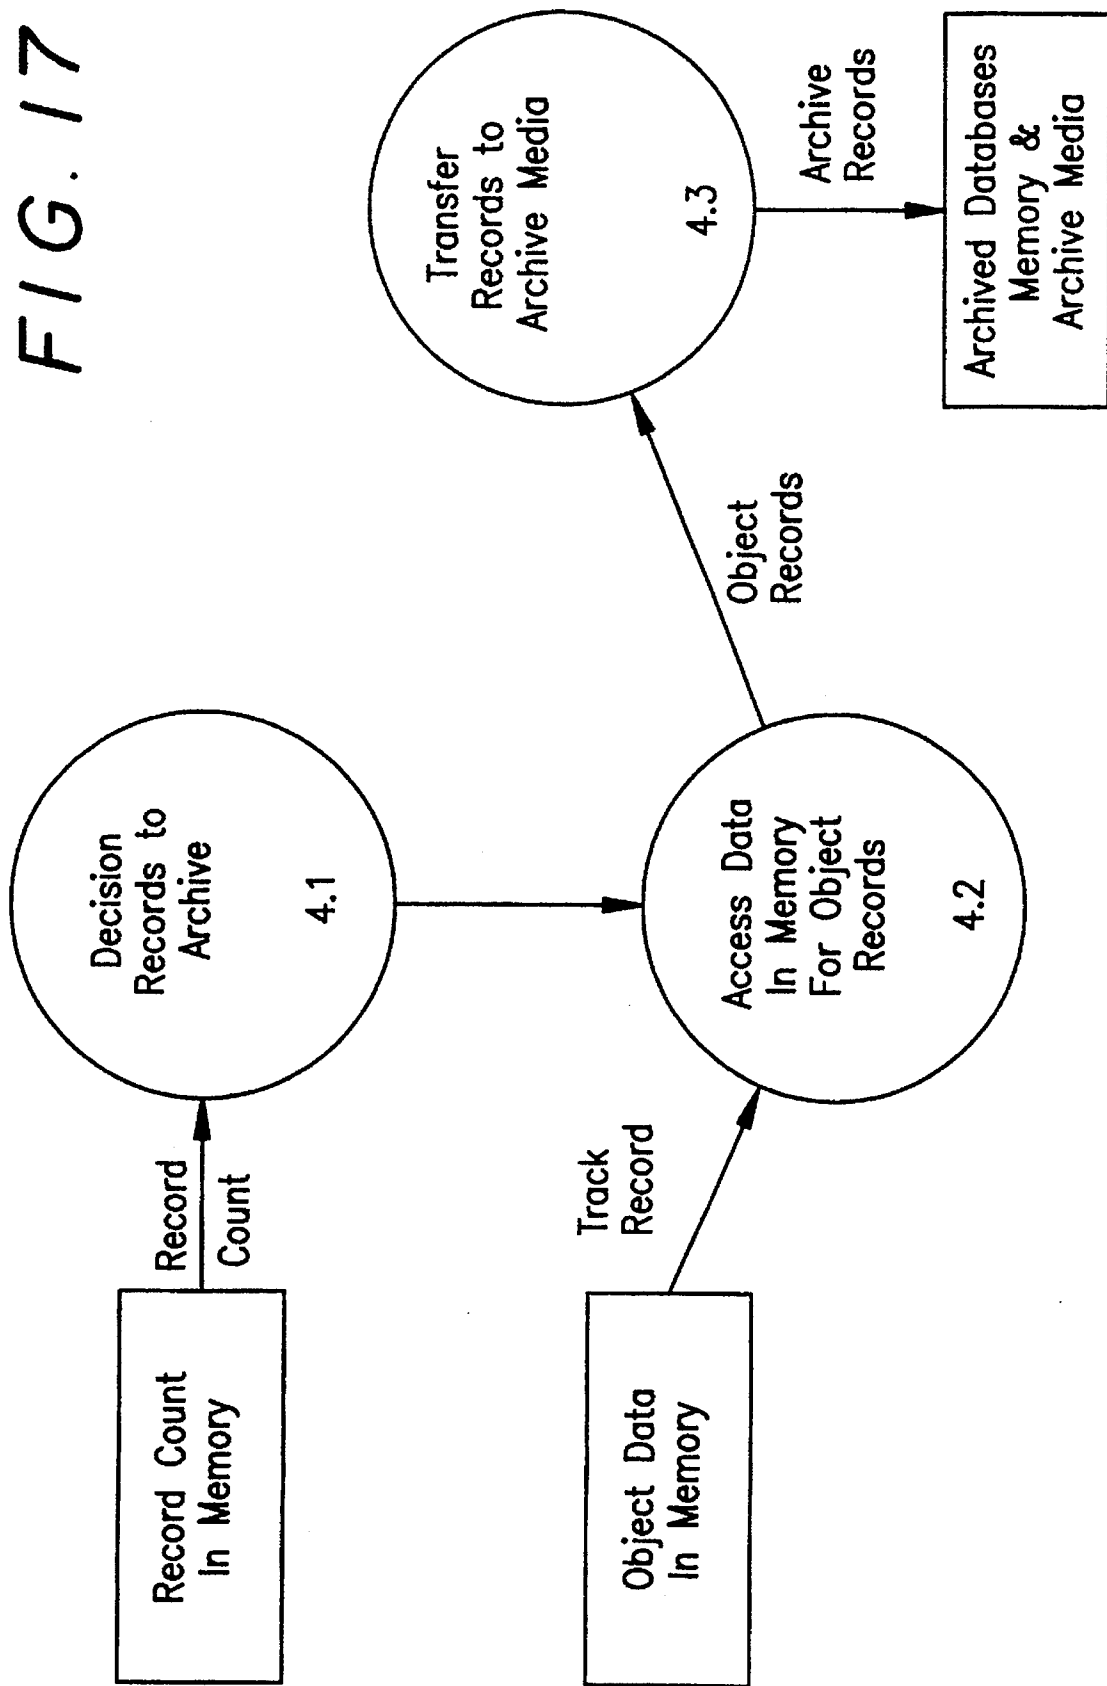 FIG. 17
Record Count
In Memory
Record
Count
Decision
Records to
Archive
4.1
Object Data
In Memory
Track
Record
Access Data
In Memory
For Object
Records
4.2
Object
Records
Transfer
Records to
Archive Media
4.3
Archive
Records
Archived Databases
Memory &
Archive Media